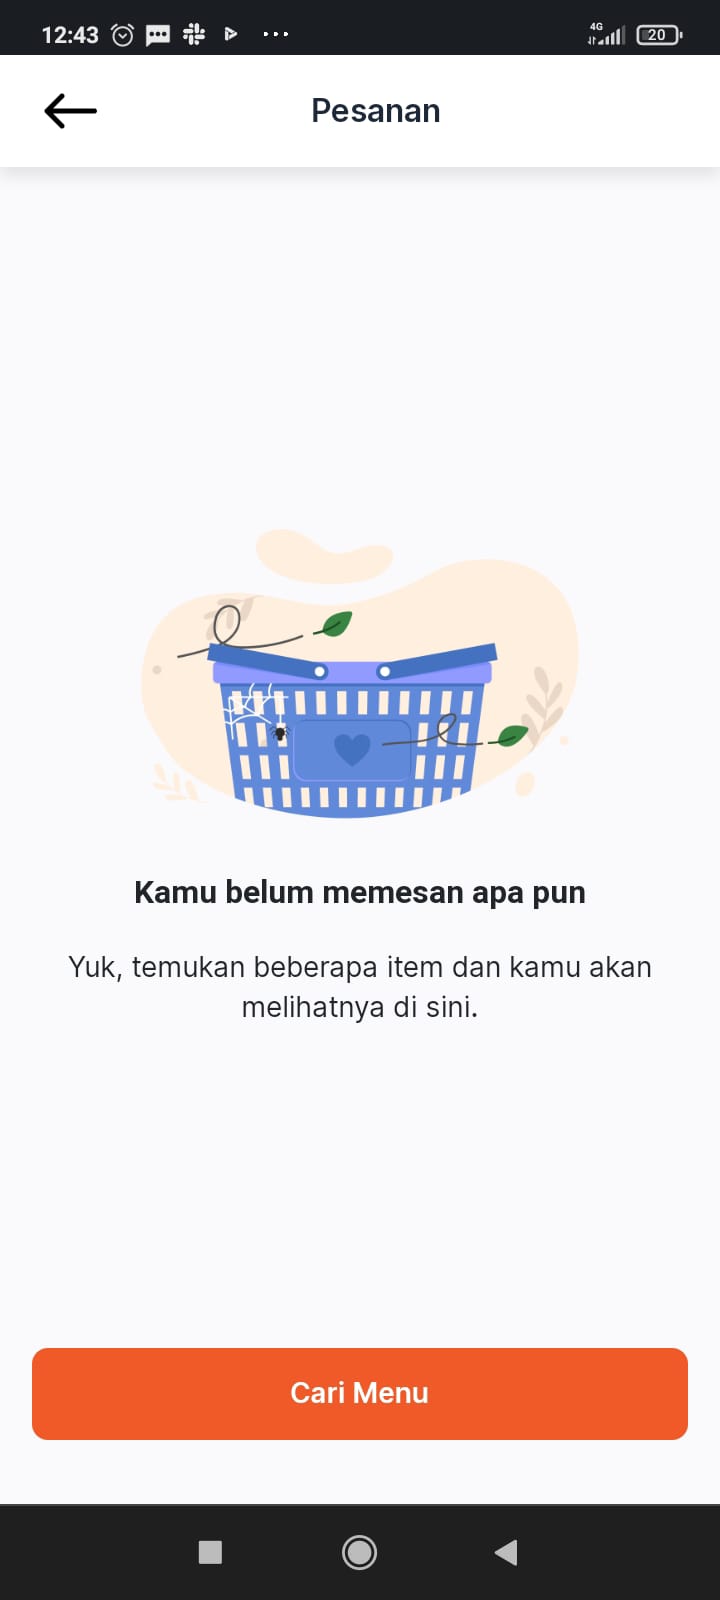 12:43
4G
20
Pesanan
Kamu belum memesan apa pun
Yuk, temukan beberapa item dan kamu akan
melihatnya di sini.
Cari Menu